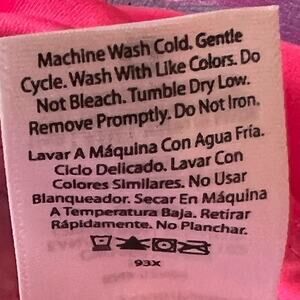 Machine Wash Cold. Gentle
Cycle. Wash With Like Colors. Do
Not Bleach. Tumble Dry Low.
Remove Promptly. Do Not Iron.
Lavar A Máquina Con Agua Fría.
Ciclo Delicado. Lavar Con
Colores Similares. No Usar
Blanqueador. Secar En Máquina
A Temperatura Baja. Retirar
Rápidamente. No Planchar.
93X